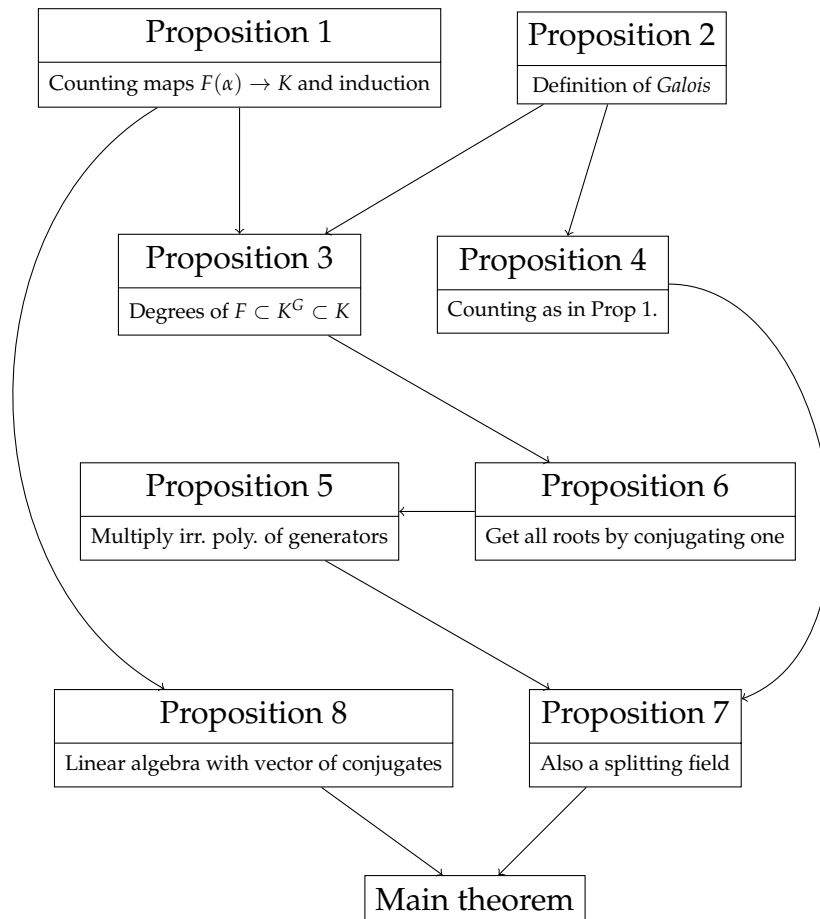 Proposition 1
Counting maps F(α) → K and induction
Proposition 2
Definition of Galois
Proposition 3
Degrees of F ⊂ K^G ⊂ K
Proposition 4
Counting as in Prop 1.
Proposition 5
Multiply irr. poly. of generators
Proposition 6
Get all roots by conjugating one
Proposition 8
Linear algebra with vector of conjugates
Proposition 7
Also a splitting field
Main theorem